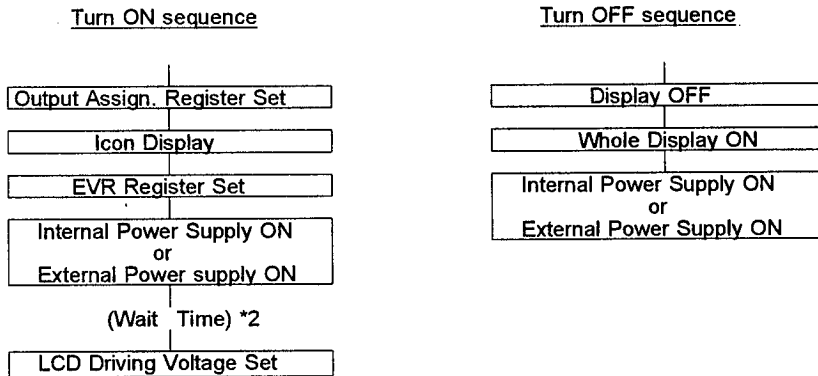 Turn ON sequence
Output Assign. Register Set
Icon Display
EVR Register Set
Internal Power Supply ON
or
External Power supply ON
(Wait Time) *2
LCD Driving Voltage Set
Turn OFF sequence
Display OFF
Whole Display ON
Internal Power Supply ON
or
External Power Supply ON